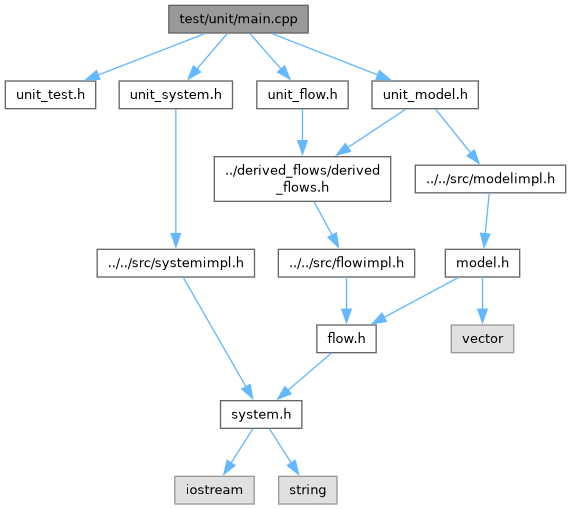 test/unit/main.cpp
unit_test.h
unit_system.h
unit_flow.h
unit_model.h
../derived_flows/derived
_flows.h
../../src/modelimpl.h
../../src/systemimpl.h
../../src/flowimpl.h
model.h
flow.h
vector
system.h
iostream
string